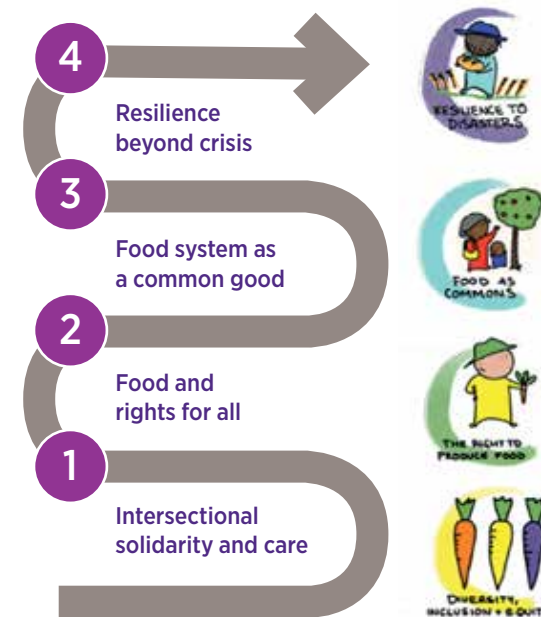 4
Resilience
beyond crisis
RESILIENCE TO
DISASTERS
3
Food system as
a common good
FOOD AS
COMMONS
2
Food and
rights for all
THE RIGHT TO
PRODUCE FOOD
1
Intersectional
solidarity and care
DIVERSITY,
INCLUSION + EQUIT